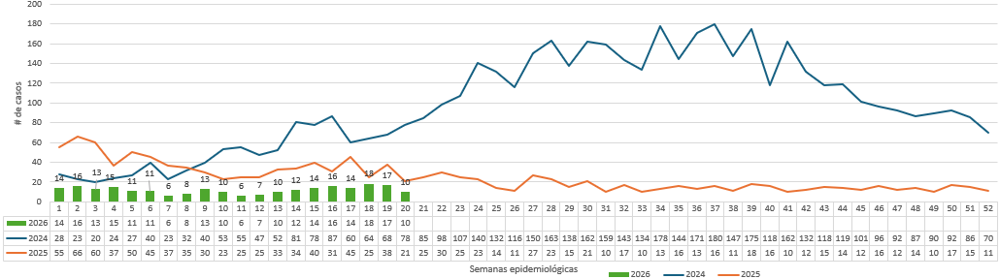 200
180
160
140
120
100
80
60
40
20
0
# de casos
14 16 13 15 11 11 6 8 13 10 6 7 10 12 14 16 14 18 17 10
1 2 3 4 5 6 7 8 9 10 11 12 13 14 15 16 17 18 19 20 21 22 23 24 25 26 27 28 29 30 31 32 33 34 35 36 37 38 39 40 41 42 43 44 45 46 47 48 49 50 51 52
2026 14 16 13 15 11 11 6 8 13 10 6 7 10 12 14 16 14 18 17 10
2024 28 23 20 24 27 40 23 32 40 53 55 47 52 81 78 87 60 64 68 78 85 98 107 140 132 116 150 163 138 162 159 143 134 178 144 171 180 147 175 118 162 132 118 119 101 96 92 87 90 92 86 70
2025 55 66 60 37 50 45 37 35 30 23 25 25 33 34 40 31 45 25 38 21 25 30 25 23 14 11 27 23 15 21 10 17 10 13 16 13 16 11 18 16 10 12 15 14 12 16 12 14 10 17 15 11
Semanas epidemiológicas
2026 2024 2025